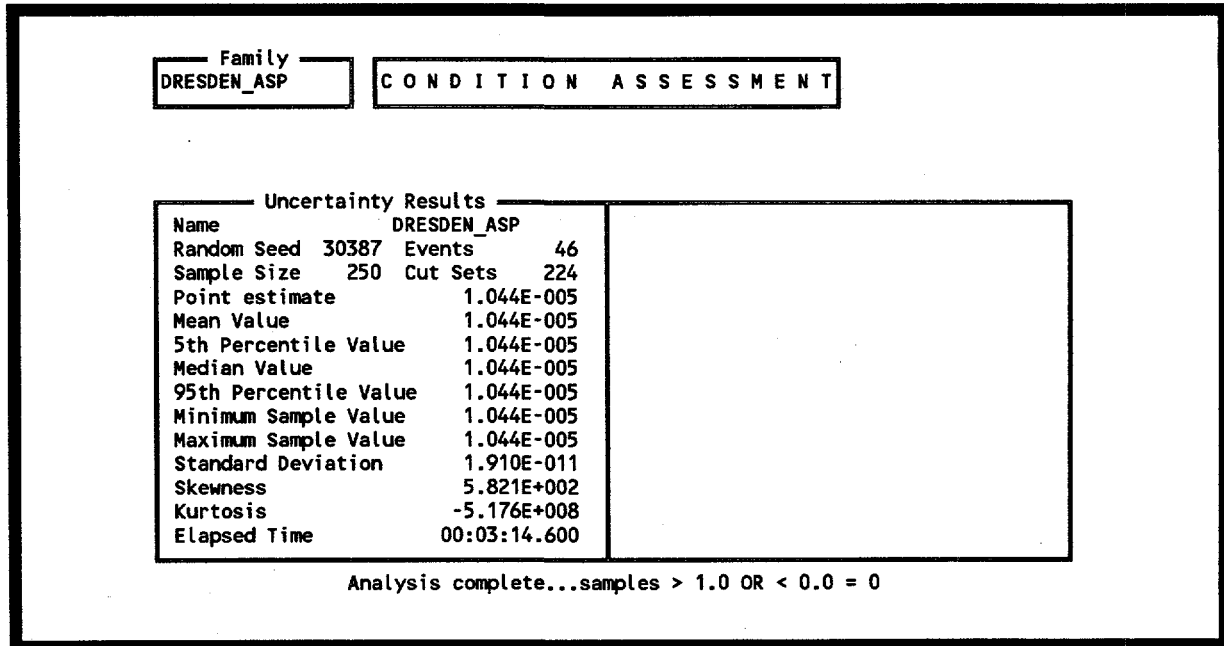 Family
DRESDEN_ASP
CONDITION ASSESSMENT
Uncertainty Results
Name DRESDEN_ASP
Random Seed 30387 Events 46
Sample Size 250 Cut Sets 224
Point estimate 1.044E-005
Mean Value 1.044E-005
5th Percentile Value 1.044E-005
Median Value 1.044E-005
95th Percentile Value 1.044E-005
Minimum Sample Value 1.044E-005
Maximum Sample Value 1.044E-005
Standard Deviation 1.910E-011
Skewness 5.821E+002
Kurtosis -5.176E+008
Elapsed Time 00:03:14.600
Analysis complete...samples > 1.0 OR < 0.0 = 0